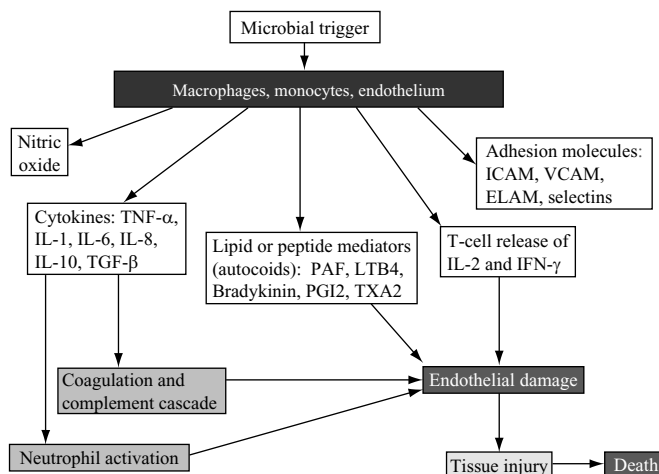 Microbial trigger
Macrophages, monocytes, endothelium
Nitric
oxide
Adhesion molecules:
ICAM, VCAM,
ELAM, selectins
Cytokines: TNF-α,
IL-1, IL-6, IL-8,
IL-10, TGF-β
Lipid or peptide mediators
(autocoids): PAF, LTB4,
Bradykinin, PGI2, TXA2
T-cell release of
IL-2 and IFN-γ
Coagulation and
complement cascade
Endothelial damage
Neutrophil activation
Tissue injury
Death